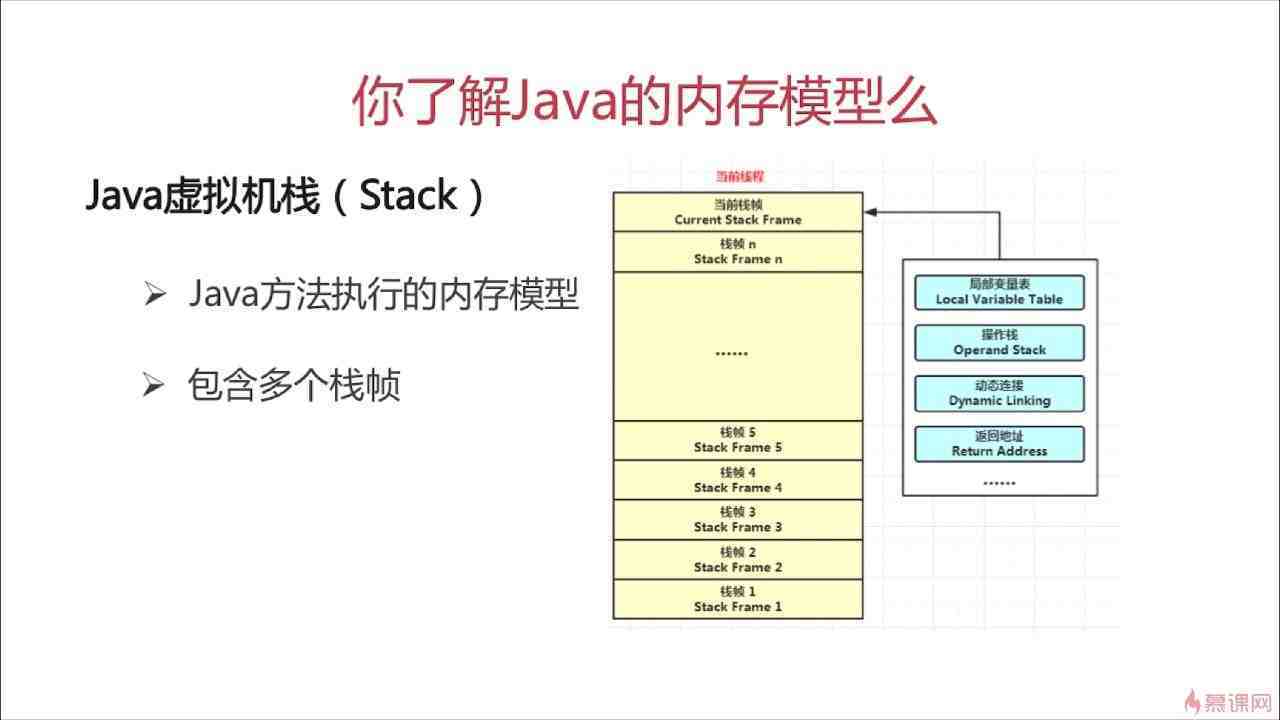 你了解Java的内存模型么
Java虚拟机栈（Stack）
Java方法执行的内存模型
包含多个栈帧
当前线程
当前栈帧
Current Stack Frame
栈帧 n
Stack Frame n
......
栈帧 5
Stack Frame 5
栈帧 4
Stack Frame 4
栈帧 3
Stack Frame 3
栈帧 2
Stack Frame 2
栈帧 1
Stack Frame 1
局部变量表
Local Variable Table
操作栈
Operand Stack
动态连接
Dynamic Linking
返回地址
Return Address
......
慕课网